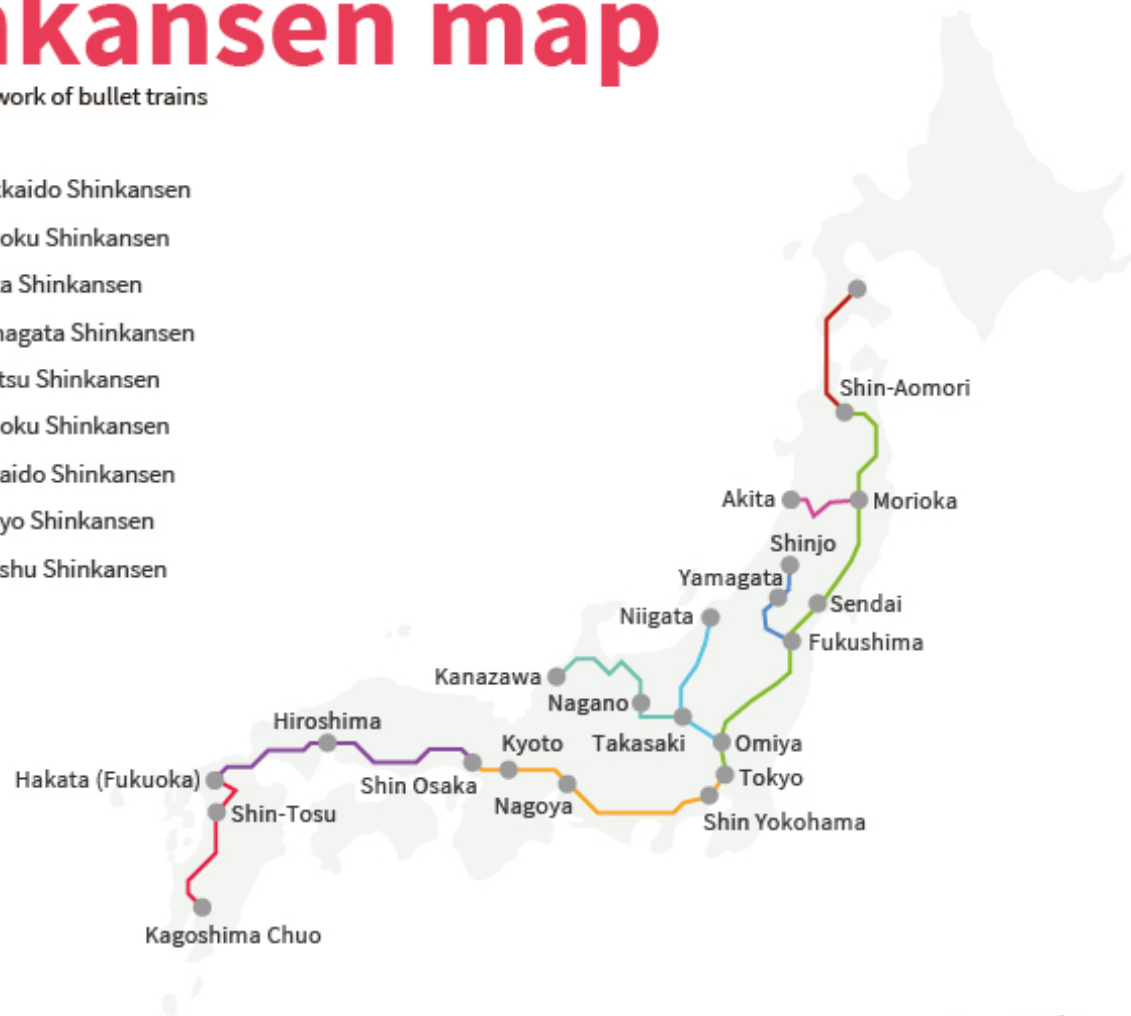 nkansen map
work of bullet trains
kaido Shinkansen
oku Shinkansen
a Shinkansen
nagata Shinkansen
tsu Shinkansen
oku Shinkansen
aido Shinkansen
yo Shinkansen
shu Shinkansen
Shin-Aomori
Akita
Morioka
Shinjo
Yamagata
Sendai
Niigata
Fukushima
Kanazawa
Nagano
Hiroshima
Kyoto
Takasaki
Omiya
Hakata (Fukuoka)
Shin Osaka
Tokyo
Nagoya
Shin-Tosu
Shin Yokohama
Kagoshima Chuo